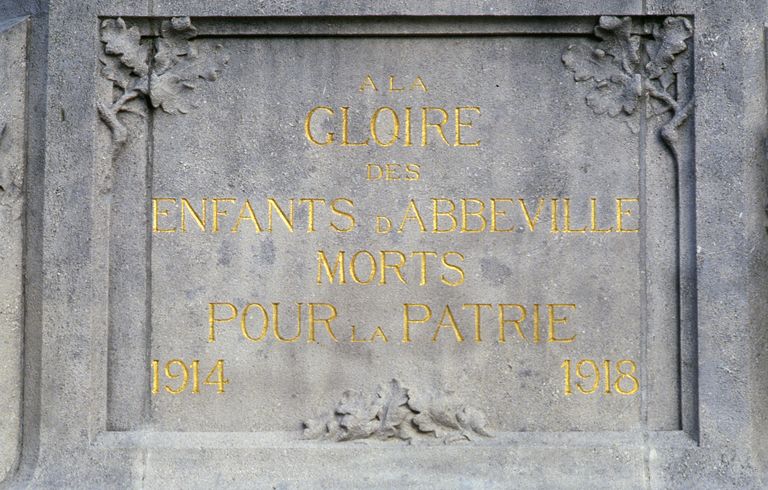 A LA
GLOIRE
DES
ENFANTS D'ABBEVILLE
MORTS
POUR LA PATRIE
1914 1918